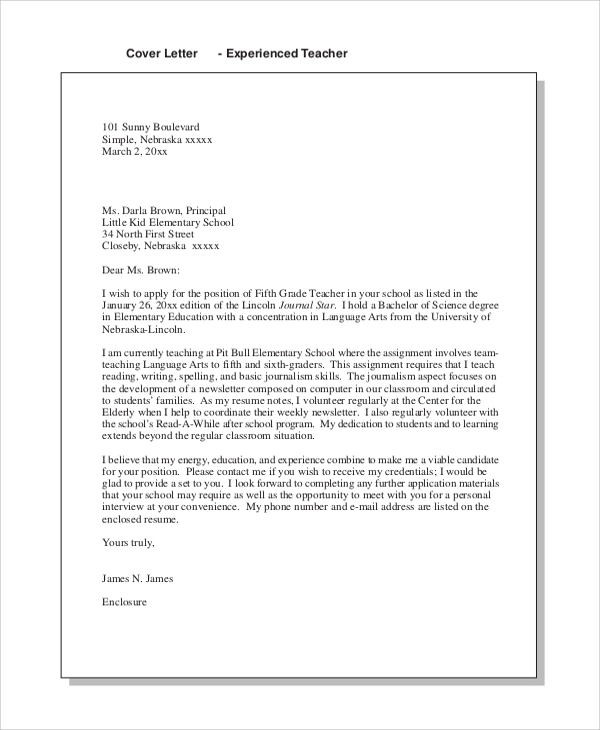 Cover Letter - Experienced Teacher
101 Sunny Boulevard
Simple, Nebraska xxxxx
March 2, 20xx
Ms. Darla Brown, Principal
Little Kid Elementary School
34 North First Street
Closeby, Nebraska xxxxx
Dear Ms. Brown:
I wish to apply for the position of Fifth Grade Teacher in your school as listed in the
January 26, 20xx edition of the Lincoln Journal Star. I hold a Bachelor of Science degree
in Elementary Education with a concentration in Language Arts from the University of
Nebraska-Lincoln.
I am currently teaching at Pit Bull Elementary School where the assignment involves team-
teaching Language Arts to fifth and sixth-graders. This assignment requires that I teach
reading, writing, spelling, and basic journalism skills. The journalism aspect focuses on
the development of a newsletter composed on computer in our classroom and circulated
to students' families. As my resume notes, I volunteer regularly at the Center for the
Elderly when I help to coordinate their weekly newsletter. I also regularly volunteer with
the school's Read-A-While after school program. My dedication to students and to learning
extends beyond the regular classroom situation.
I believe that my energy, education, and experience combine to make me a viable candidate
for your position. Please contact me if you wish to receive my credentials; I would be
glad to provide a set to you. I look forward to completing any further application materials
that your school may require as well as the opportunity to meet with you for a personal
interview at your convenience. My phone number and e-mail address are listed on the
enclosed resume.
Yours truly,
James N. James
Enclosure